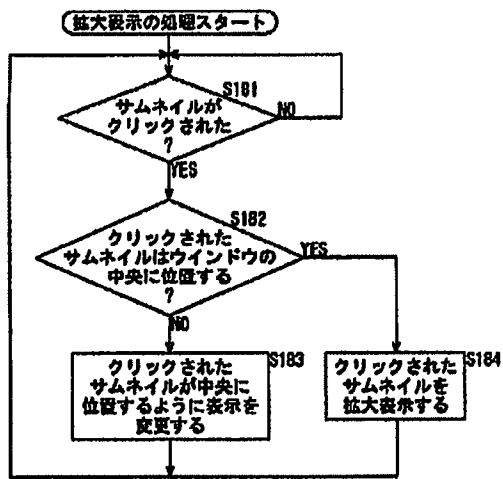 拡大表示の処理スタート
S181
サムネイルが
クリックされた
?
NO
YES
S182
クリックされた
サムネイルはウインドウの
中央に位置する
?
YES
NO
S183
クリックされた
サムネイルが中央に
位置するように表示を
変更する
S184
クリックされた
サムネイルを
拡大表示する